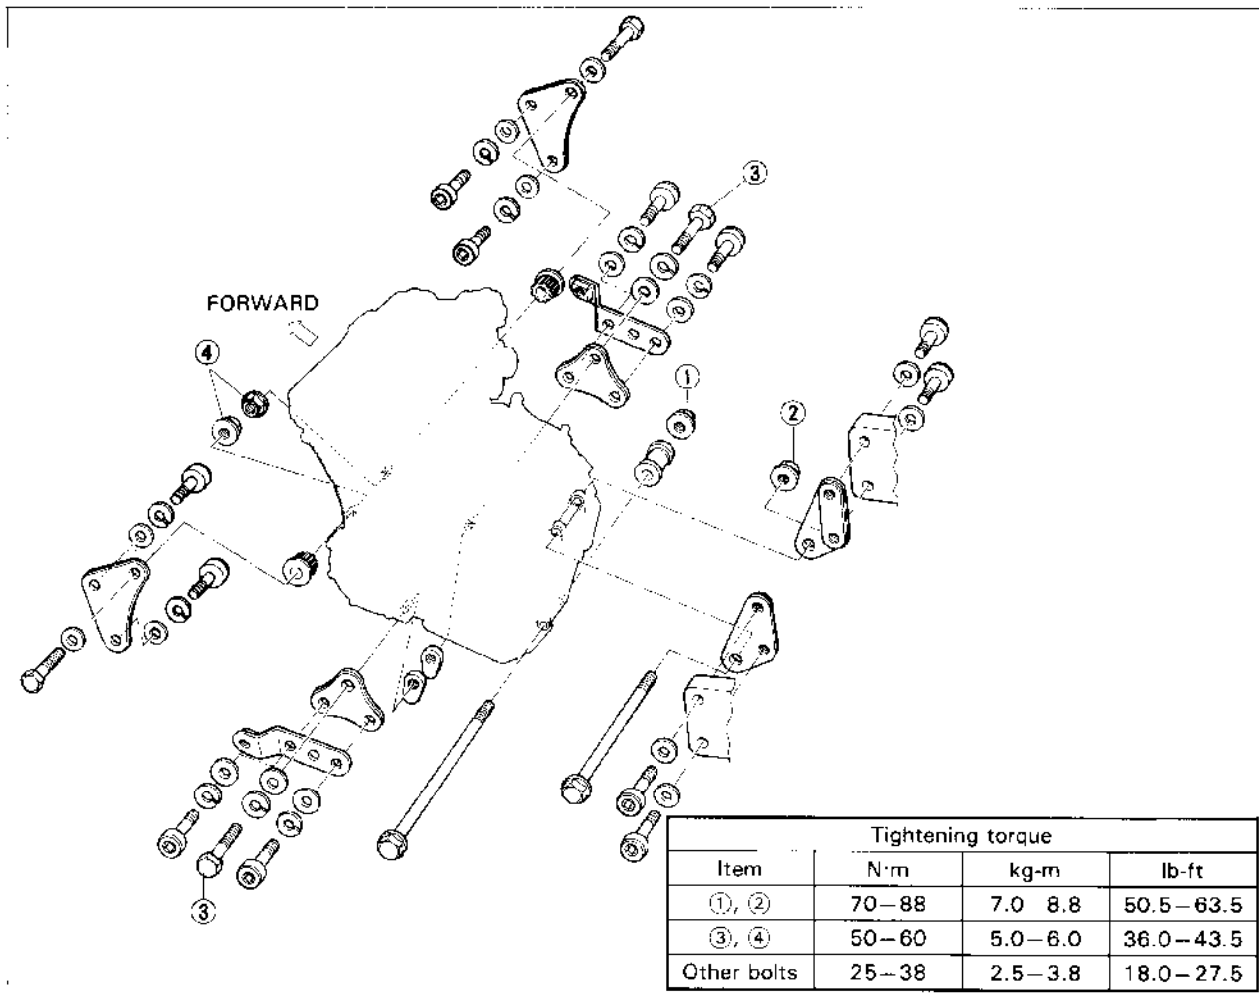 ③
FORWARD
④
①
②
③
Tightening torque
Item N·m kg-m lb-ft
①, ② 70–88 7.0 8.8 50.5–63.5
③, ④ 50–60 5.0–6.0 36.0–43.5
Other bolts 25–38 2.5–3.8 18.0–27.5